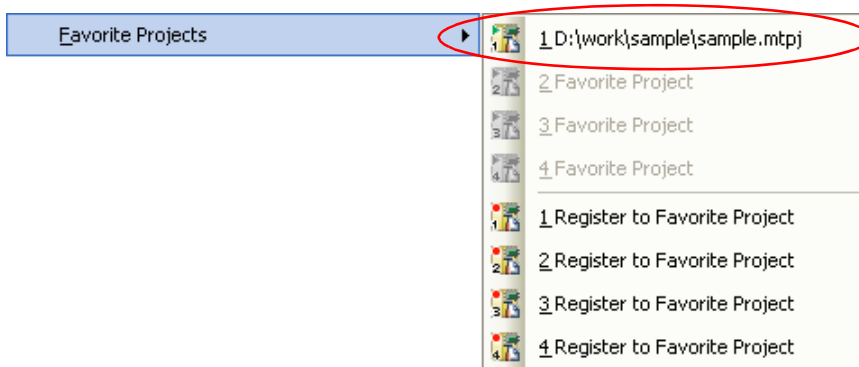 Favorite Projects
1 D:\work\sample\sample.mtpj
2 Favorite Project
3 Favorite Project
4 Favorite Project
1 Register to Favorite Project
2 Register to Favorite Project
3 Register to Favorite Project
4 Register to Favorite Project